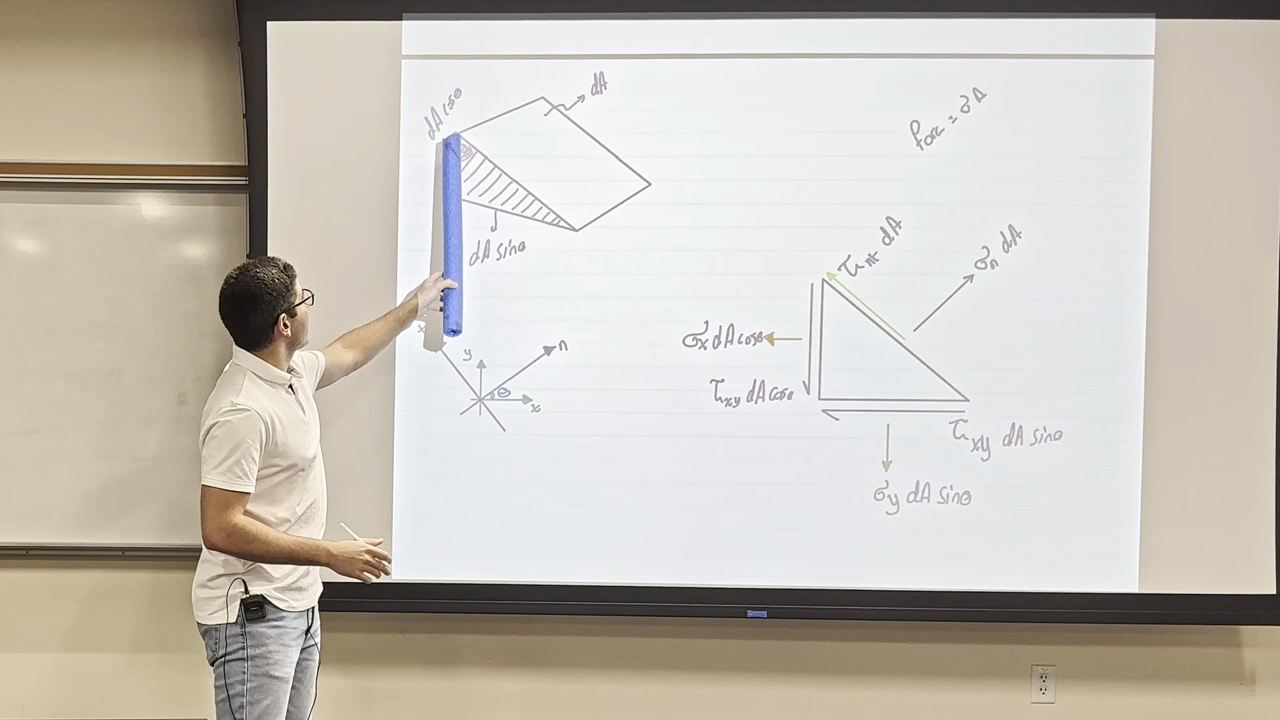 dA cosθ
dA
dA sinθ
y
n
θ
x
Force = σA
τnt dA
σn dA
σx dA cosθ
τxy dA cosθ
τxy dA sinθ
σy dA sinθ